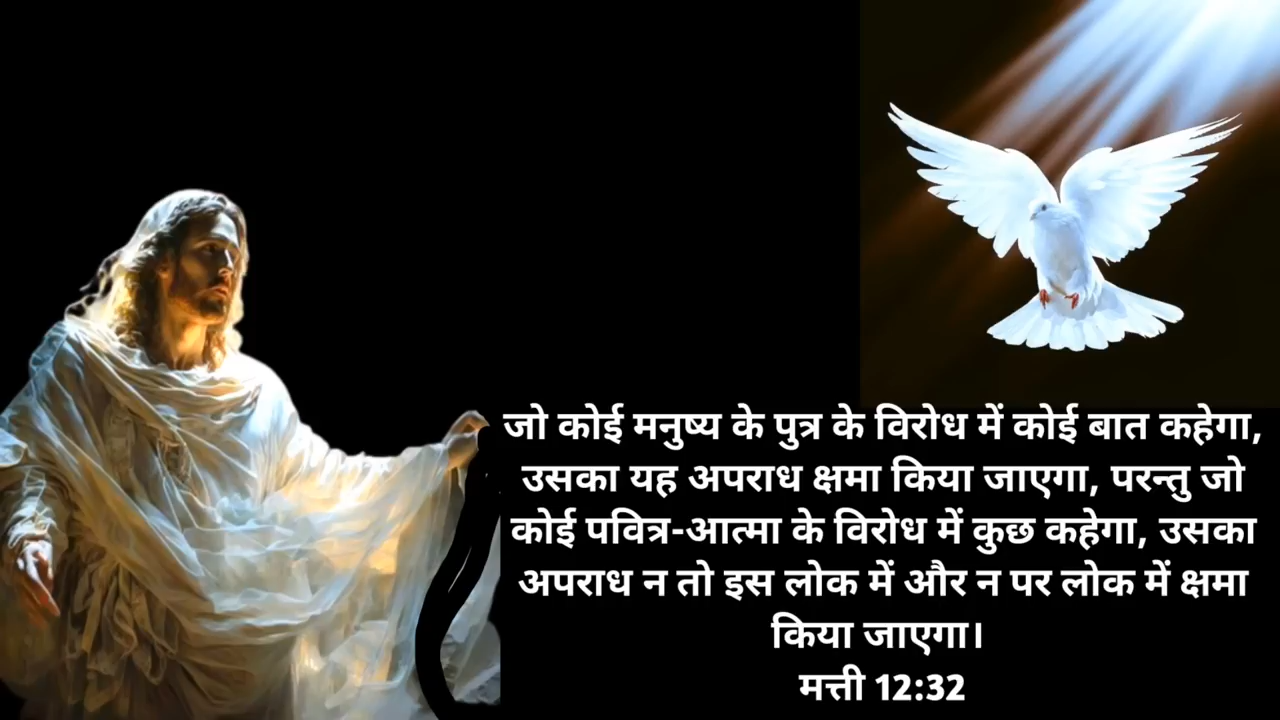 जो कोई मनुष्य के पुत्र के विरोध में कोई बात कहेगा,
उसका यह अपराध क्षमा किया जाएगा, परन्तु जो
कोई पवित्र-आत्मा के विरोध में कुछ कहेगा, उसका
अपराध न तो इस लोक में और न पर लोक में क्षमा
किया जाएगा।
मत्ती 12:32